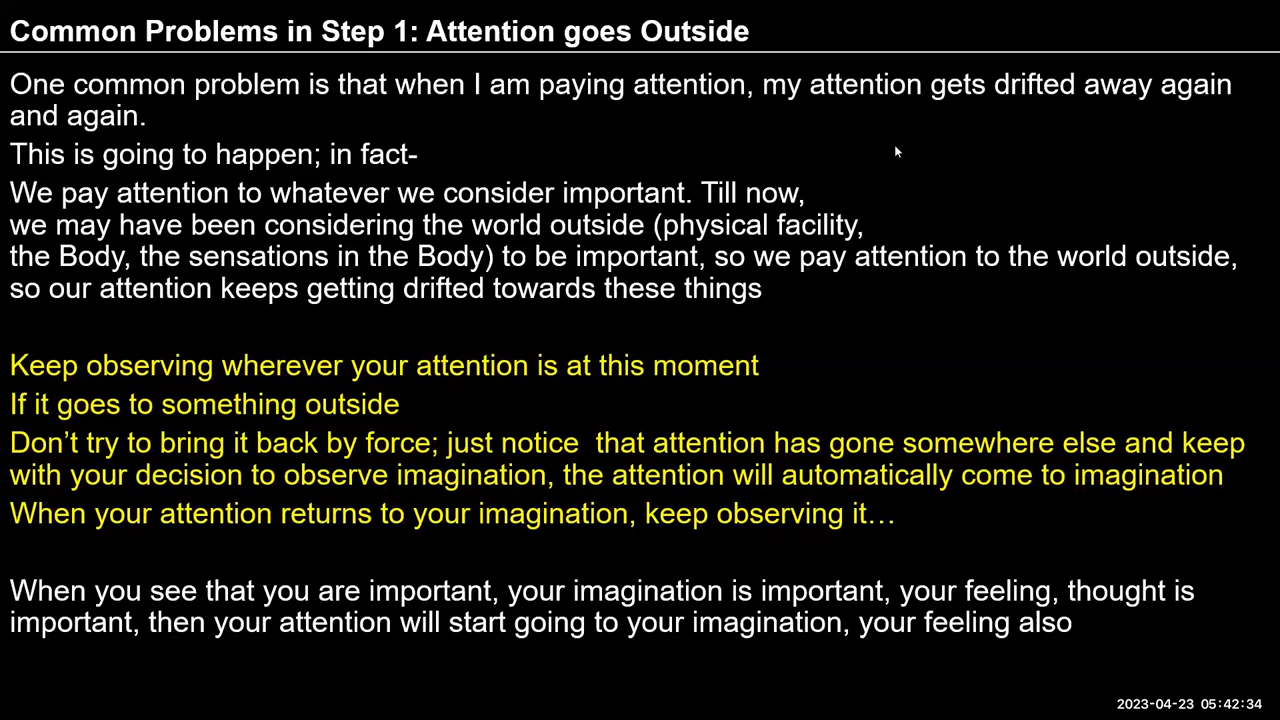 Common Problems in Step 1: Attention goes Outside
One common problem is that when I am paying attention, my attention gets drifted away again
and again.
This is going to happen; in fact-
We pay attention to whatever we consider important. Till now,
we may have been considering the world outside (physical facility,
the Body, the sensations in the Body) to be important, so we pay attention to the world outside,
so our attention keeps getting drifted towards these things
Keep observing wherever your attention is at this moment
If it goes to something outside
Don’t try to bring it back by force; just notice  that attention has gone somewhere else and keep
with your decision to observe imagination, the attention will automatically come to imagination
When your attention returns to your imagination, keep observing it…
When you see that you are important, your imagination is important, your feeling, thought is
important, then your attention will start going to your imagination, your feeling also
2023-04-23 05:42:34